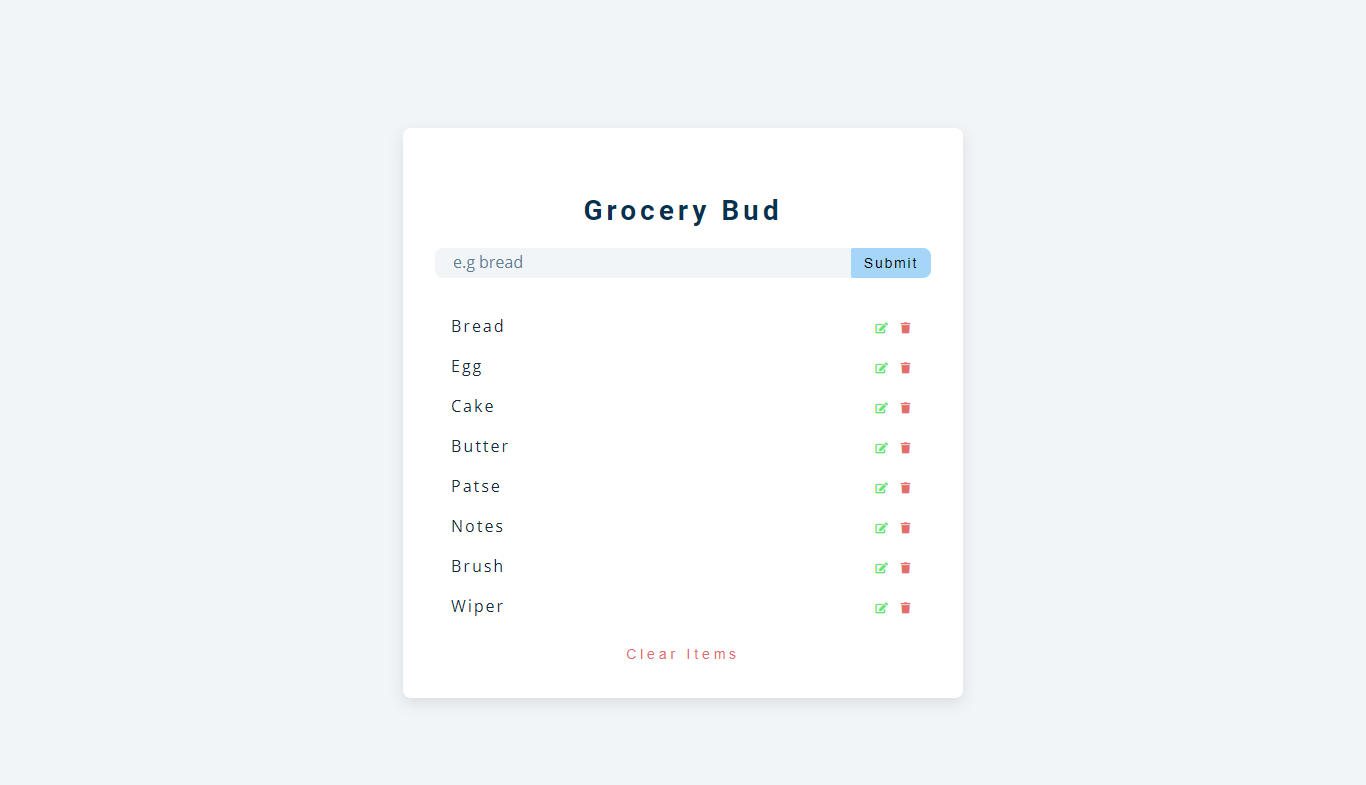 Grocery Bud
e.g bread
Submit
Bread
Egg
Cake
Butter
Patse
Notes
Brush
Wiper
Clear Items